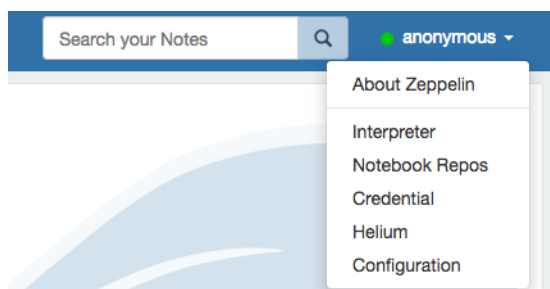 Search your Notes
anonymous
About Zeppelin
Interpreter
Notebook Repos
Credential
Helium
Configuration